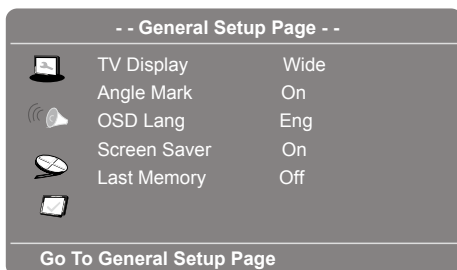 - - General Setup Page - -
TV Display Wide
Angle Mark On
OSD Lang Eng
Screen Saver On
Last Memory Off
Go To General Setup Page